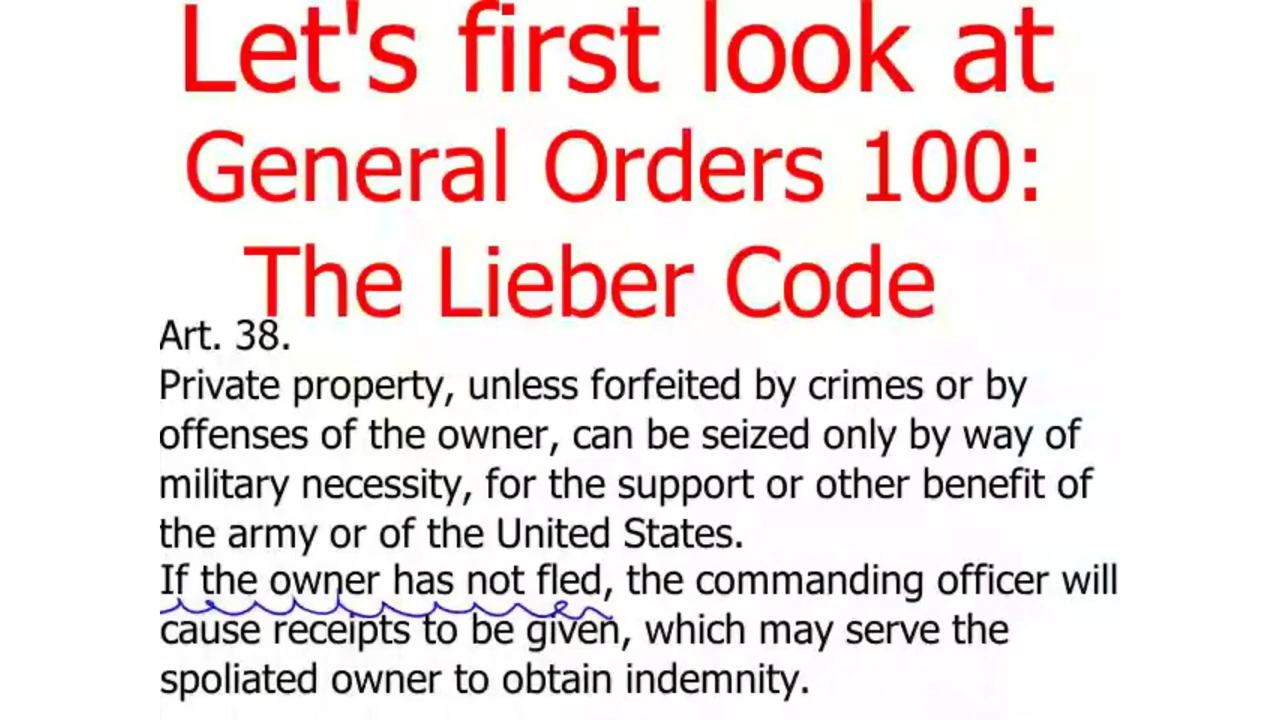 Let's first look at
General Orders 100:
The Lieber Code
Art. 38.
Private property, unless forfeited by crimes or by
offenses of the owner, can be seized only by way of
military necessity, for the support or other benefit of
the army or of the United States.
If the owner has not fled, the commanding officer will
cause receipts to be given, which may serve the
spoliated owner to obtain indemnity.